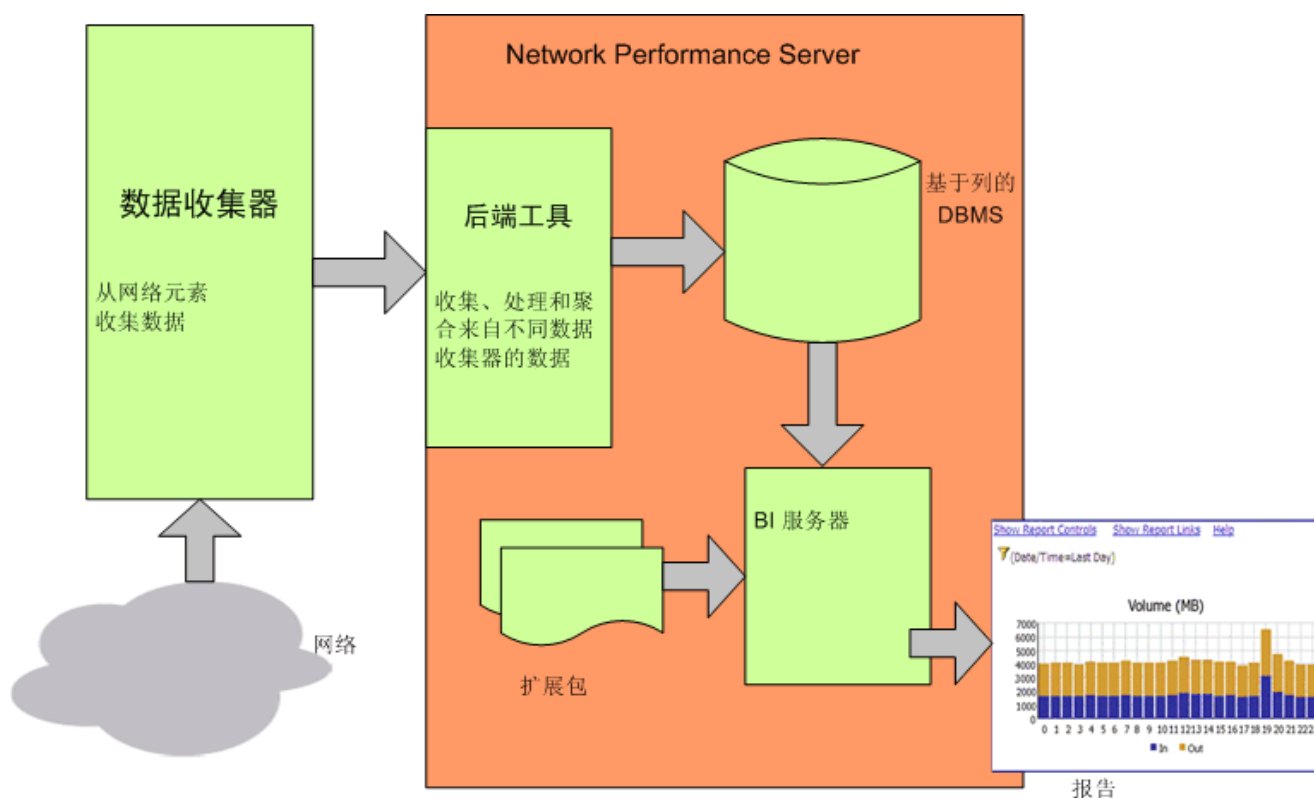 Network Performance Server
数据收集器
从网络元素
收集数据
后端工具
收集、处理和聚
合来自不同数据
收集器的数据
基于列的
DBMS
BI 服务器
扩展包
网络
Show Report Controls Show Report Links Help
(Date/Time=Last Day)
Volume (MB)
7000
6000
5000
4000
3000
2000
1000
0
0 1 2 3 4 5 6 7 8 9 10 11 12 13 14 15 16 17 18 19 20 21 22
In Out
报告